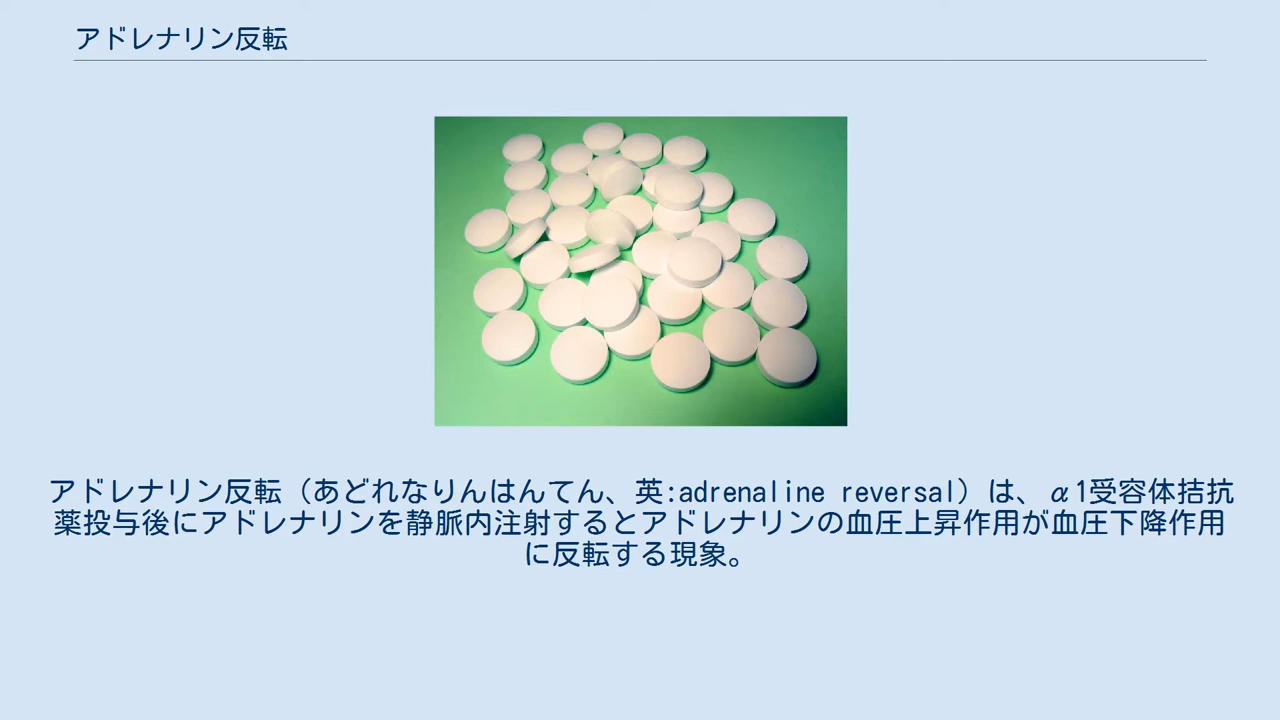 アドレナリン反転
アドレナリン反転（あどれなりんはんてん、英:adrenaline reversal）は、α1受容体拮抗
薬投与後にアドレナリンを静脈内注射するとアドレナリンの血圧上昇作用が血圧下降作用
に反転する現象。